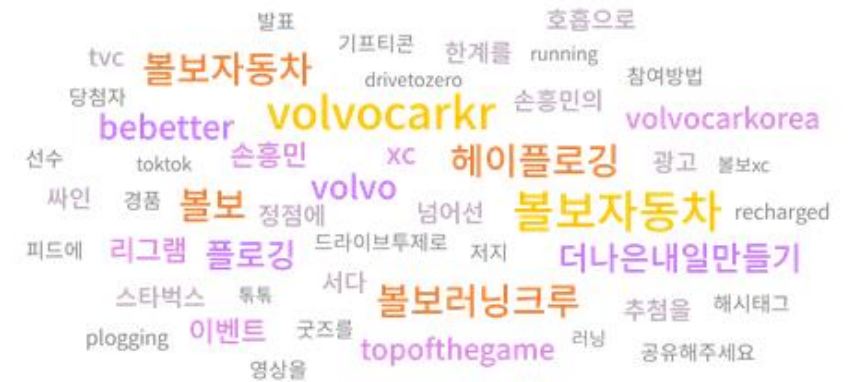 발표 호흡으로
tvc 볼보자동차 기프티콘 한계를 running
drivetozero 참여방법
당첨자 bebetter volvocarkr 손흥민의 volvocarkorea
선수 toktok 손흥민 xc 헤이플로깅 광고 볼보xc
싸인 경품 볼보 정점에 volvo 넘어선 볼보자동차 recharged
피드에 리그램 플로깅 드라이브투제로 저지 더나은내일만들기
스타벅스 튺튺 서다 볼보러닝크루 추첨을 해시태그
plogging 이벤트 굿즈를 topofthegame 러닝 공유해주세요
영상을